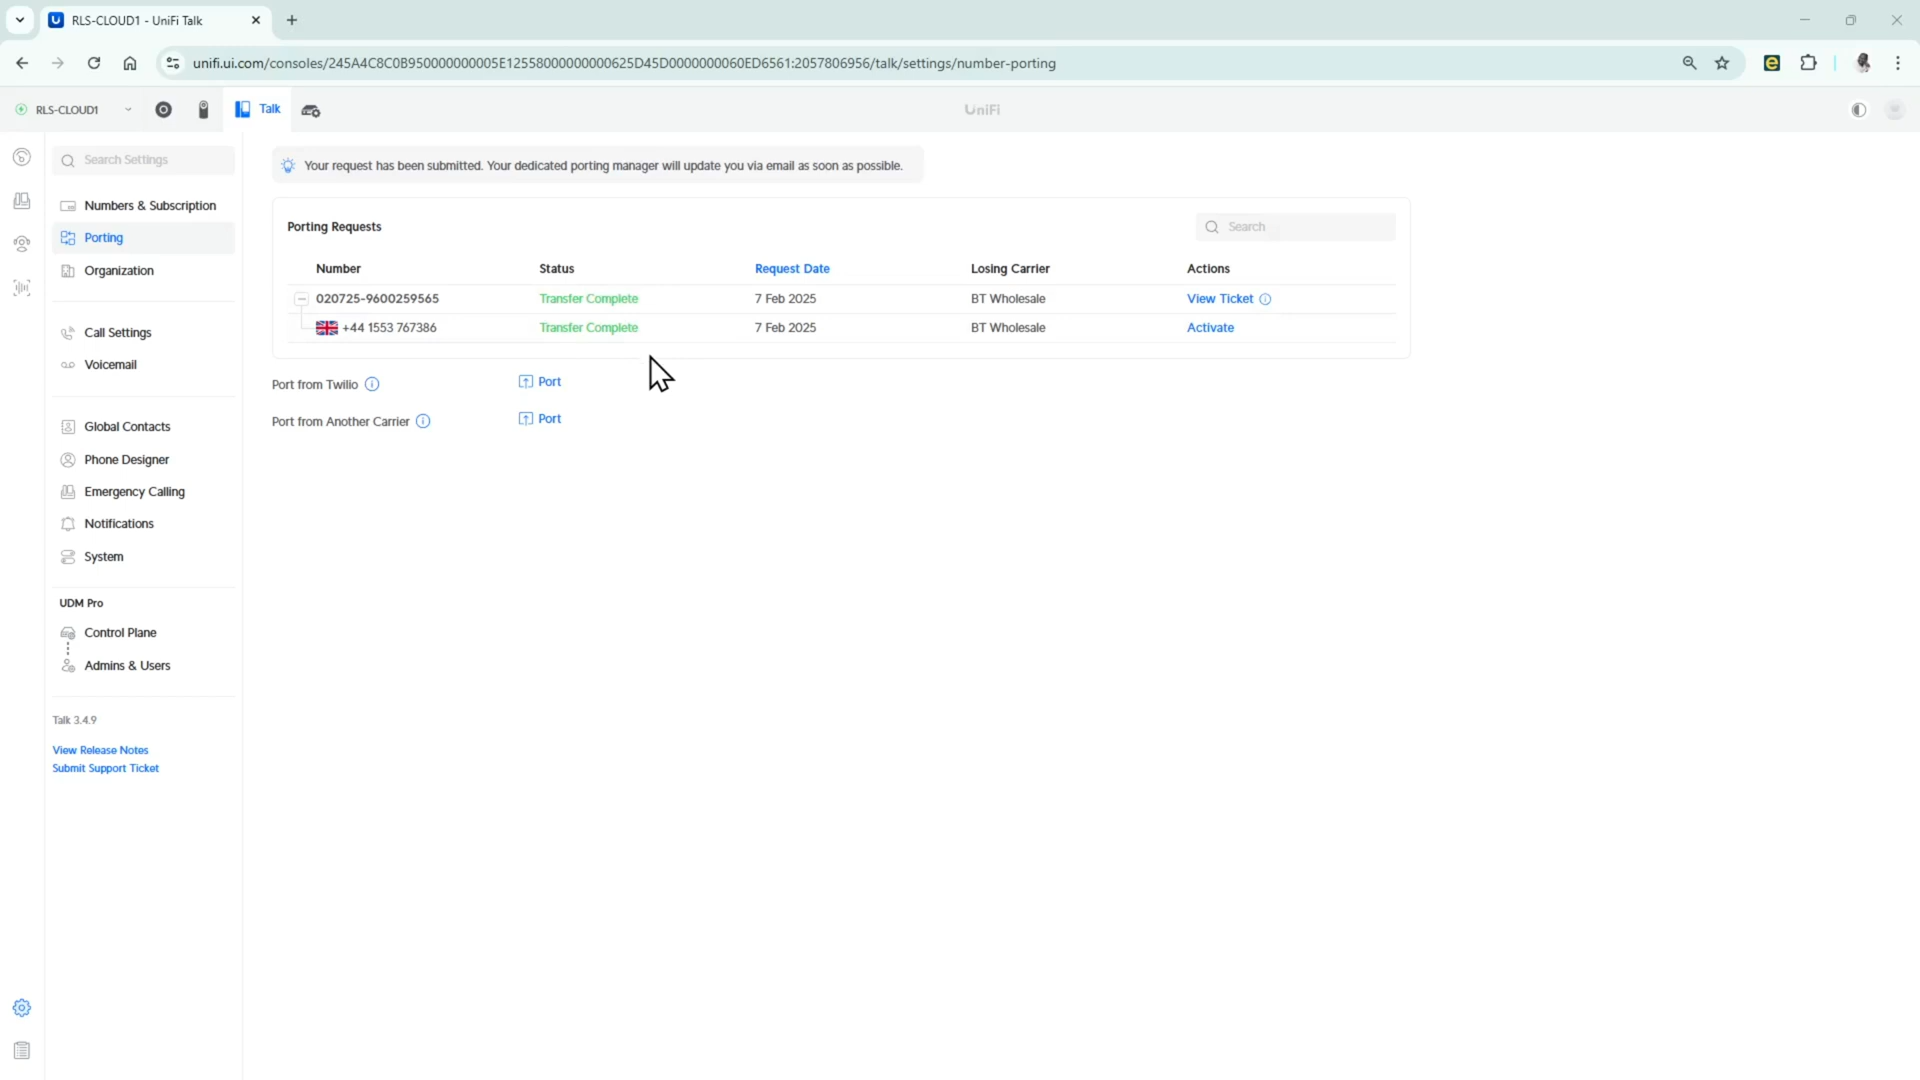 RLS-CLOUD1 - UniFi Talk
unifi.ui.com/consoles/245A4C8C0B950000000005E12558000000000625D45D0000000060ED6561:2057806956/talk/settings/number-porting
RLS-CLOUD1
Talk
UniFi
Search Settings
Numbers & Subscription
Porting
Organization
Call Settings
Voicemail
Global Contacts
Phone Designer
Emergency Calling
Notifications
System
UDM Pro
Control Plane
Admins & Users
Talk 3.4.9
View Release Notes
Submit Support Ticket
Your request has been submitted. Your dedicated porting manager will update you via email as soon as possible.
Porting Requests
Search
Number Status Request Date Losing Carrier Actions
020725-9600259565 Transfer Complete 7 Feb 2025 BT Wholesale View Ticket
+44 1553 767386 Transfer Complete 7 Feb 2025 BT Wholesale Activate
Port from Twilio Port
Port from Another Carrier Port